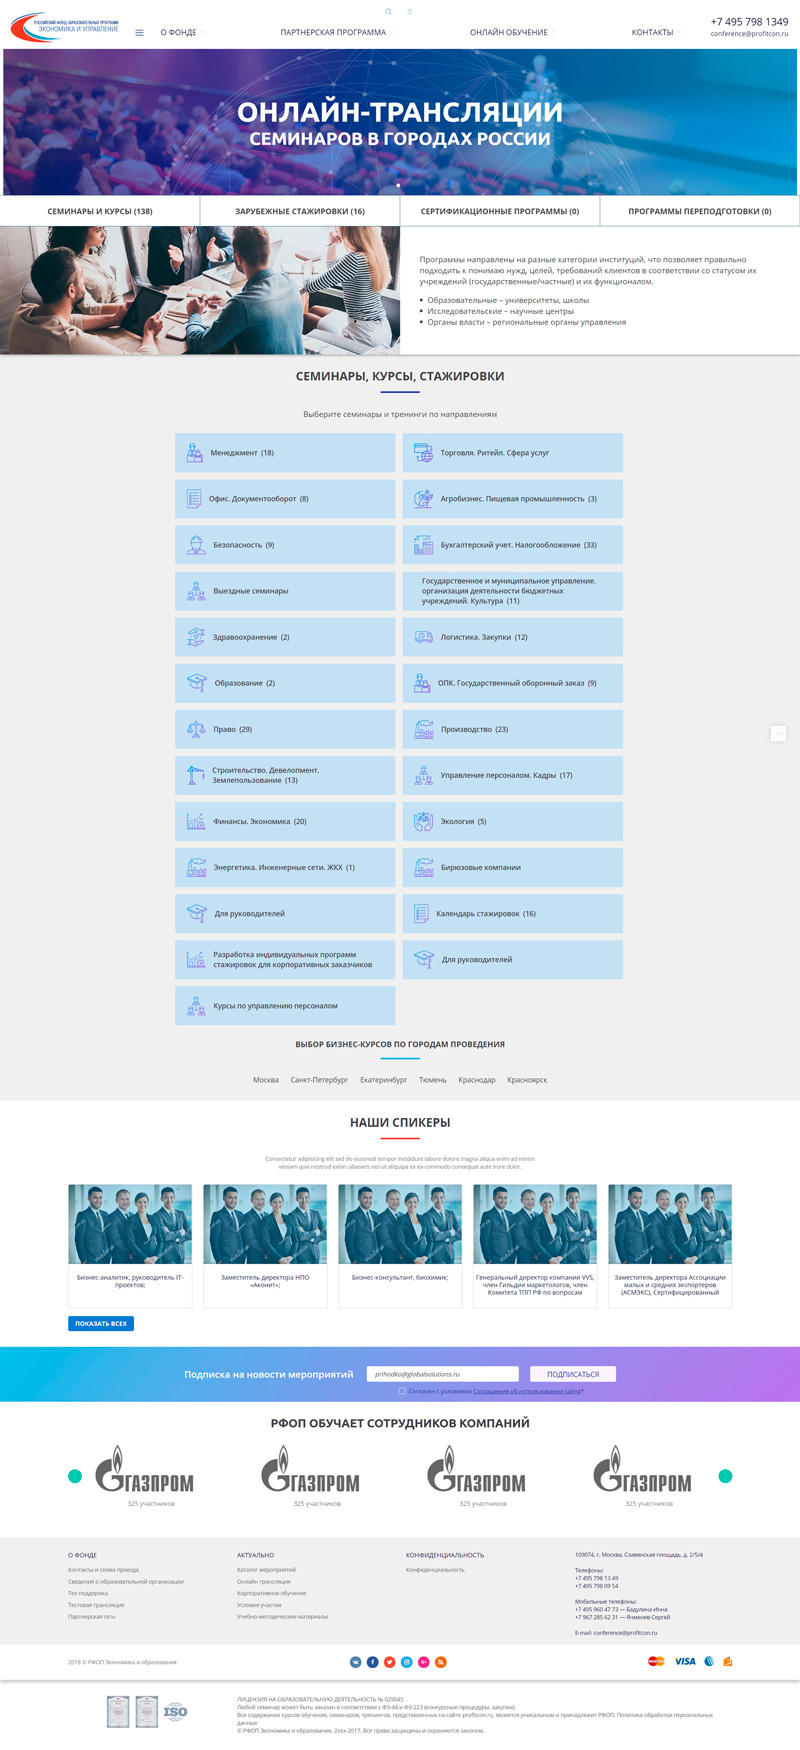 РОССИЙСКИЙ ФОНД ОБРАЗОВАТЕЛЬНЫХ ПРОГРАММ
ЭКОНОМИКА И УПРАВЛЕНИЕ
О ФОНДЕ
ПАРТНЕРСКАЯ ПРОГРАММА
ОНЛАЙН ОБУЧЕНИЕ
КОНТАКТЫ
+7 495 798 1349
conference@profitcon.ru
ОНЛАЙН-ТРАНСЛЯЦИИ
СЕМИНАРОВ В ГОРОДАХ РОССИИ
СЕМИНАРЫ И КУРСЫ (138)
ЗАРУБЕЖНЫЕ СТАЖИРОВКИ (16)
СЕРТИФИКАЦИОННЫЕ ПРОГРАММЫ (0)
ПРОГРАММЫ ПЕРЕПОДГОТОВКИ (0)
Программы направлены на разные категории институций, что позволяет правильно
подходить к понимаю нужд, целей, требований клиентов в соответствии со статусом их
учреждений (государственные/частные) и их функционалом.
• Образовательные – университеты, школы
• Исследовательские – научные центры
• Органы власти – региональные органы управления
СЕМИНАРЫ, КУРСЫ, СТАЖИРОВКИ
Выберите семинары и тренинги по направлениям
Менеджмент (18)
Торговля. Ритейл. Сфера услуг
Офис. Документооборот (8)
Агробизнес. Пищевая промышленность (3)
Безопасность (9)
Бухгалтерский учет. Налогообложение (33)
Выездные семинары
Государственное и муниципальное управление.
организация деятельности бюджетных
учреждений. Культура (11)
Здравоохранение (2)
Логистика. Закупки (12)
Образование (2)
ОПК. Государственный оборонный заказ (9)
Право (29)
Производство (23)
Строительство. Девелопмент.
Землепользование (13)
Управление персоналом. Кадры (17)
Финансы. Экономика (20)
Экология (5)
Энергетика. Инженерные сети. ЖКХ (1)
Бирюзовые компании
Для руководителей
Календарь стажировок (16)
Разработка индивидуальных программ
стажировок для корпоративных заказчиков
Для руководителей
Курсы по управлению персоналом
ВЫБОР БИЗНЕС-КУРСОВ ПО ГОРОДАМ ПРОВЕДЕНИЯ
Москва Санкт-Петербург Екатеринбург Тюмень Краснодар Красноярск
НАШИ СПИКЕРЫ
Consectetur adipisicing elit sed do eiusmod tempor incididunt labore dolore magna aliqua enim ad minim
veniam quis nostrud exion ullaoaris nisi ut aliquipa ex ea commodo consequat aute irure dolor.
Бизнес-аналитик, руководитель IT-
проектов;
Заместитель директора НПО
«Аконит»;
Бизнес-консультант, биохимик;
Генеральный директор компании VVS,
член Гильдии маркетологов, член
Комитета ТПП РФ по вопросам
Заместитель директора Ассоциации
малых и средних экспортеров
(АСМЭКС), Сертифицированный
ПОКАЗАТЬ ВСЕХ
Подписка на новости мероприятий
prihodko@globalsolutions.ru
ПОДПИСАТЬСЯ
Согласен с условиями Соглашения об использовании сайта*
РФОП ОБУЧАЕТ СОТРУДНИКОВ КОМПАНИЙ
ГАЗПРОМ
ГАЗПРОМ
ГАЗПРОМ
ГАЗПРОМ
325 участников
325 участников
325 участников
325 участников
О ФОНДЕ
Контакты и схема проезда
Сведения о образовательной организации
Тех поддержка
Тестовая трансляция
Партнерская сеть
АКТУАЛЬНО
Каталог мероприятий
Онлайн трансляция
Корпоративное обучение
Условия участия
Учебно-методические материалы
КОНФИДЕНЦИАЛЬНОСТЬ
Конфиденциальность
109074, г. Москва, Славянская площадь, д. 2/5/4
Телефоны:
+7 495 798 13 49
+7 495 798 09 54
Мобильные телефоны:
+7 495 960 47 73 — Бадулина Инна
+7 967 285 62 31 — Ячменев Сергей
E-mail: conference@profitcon.ru
2018 © РФОП Экономика и образования
VISA
ISO
ЛИЦЕНЗИЯ НА ОБРАЗОВАТЕЛЬНУЮ ДЕЯТЕЛЬНОСТЬ № 029045
Любой семинар может быть заказан в соответствии с ФЗ-44 и ФЗ-223 (конкурсные процедуры, закупки).
Все содержание курсов обучения, семинаров, тренингов, представленных на сайте profitcon.ru, является уникальным и принадлежит РФОП. Политика обработки персональных
данных
© РФОП Экономика и образование, 2ххх-2017. Все права защищены и охраняются законом.